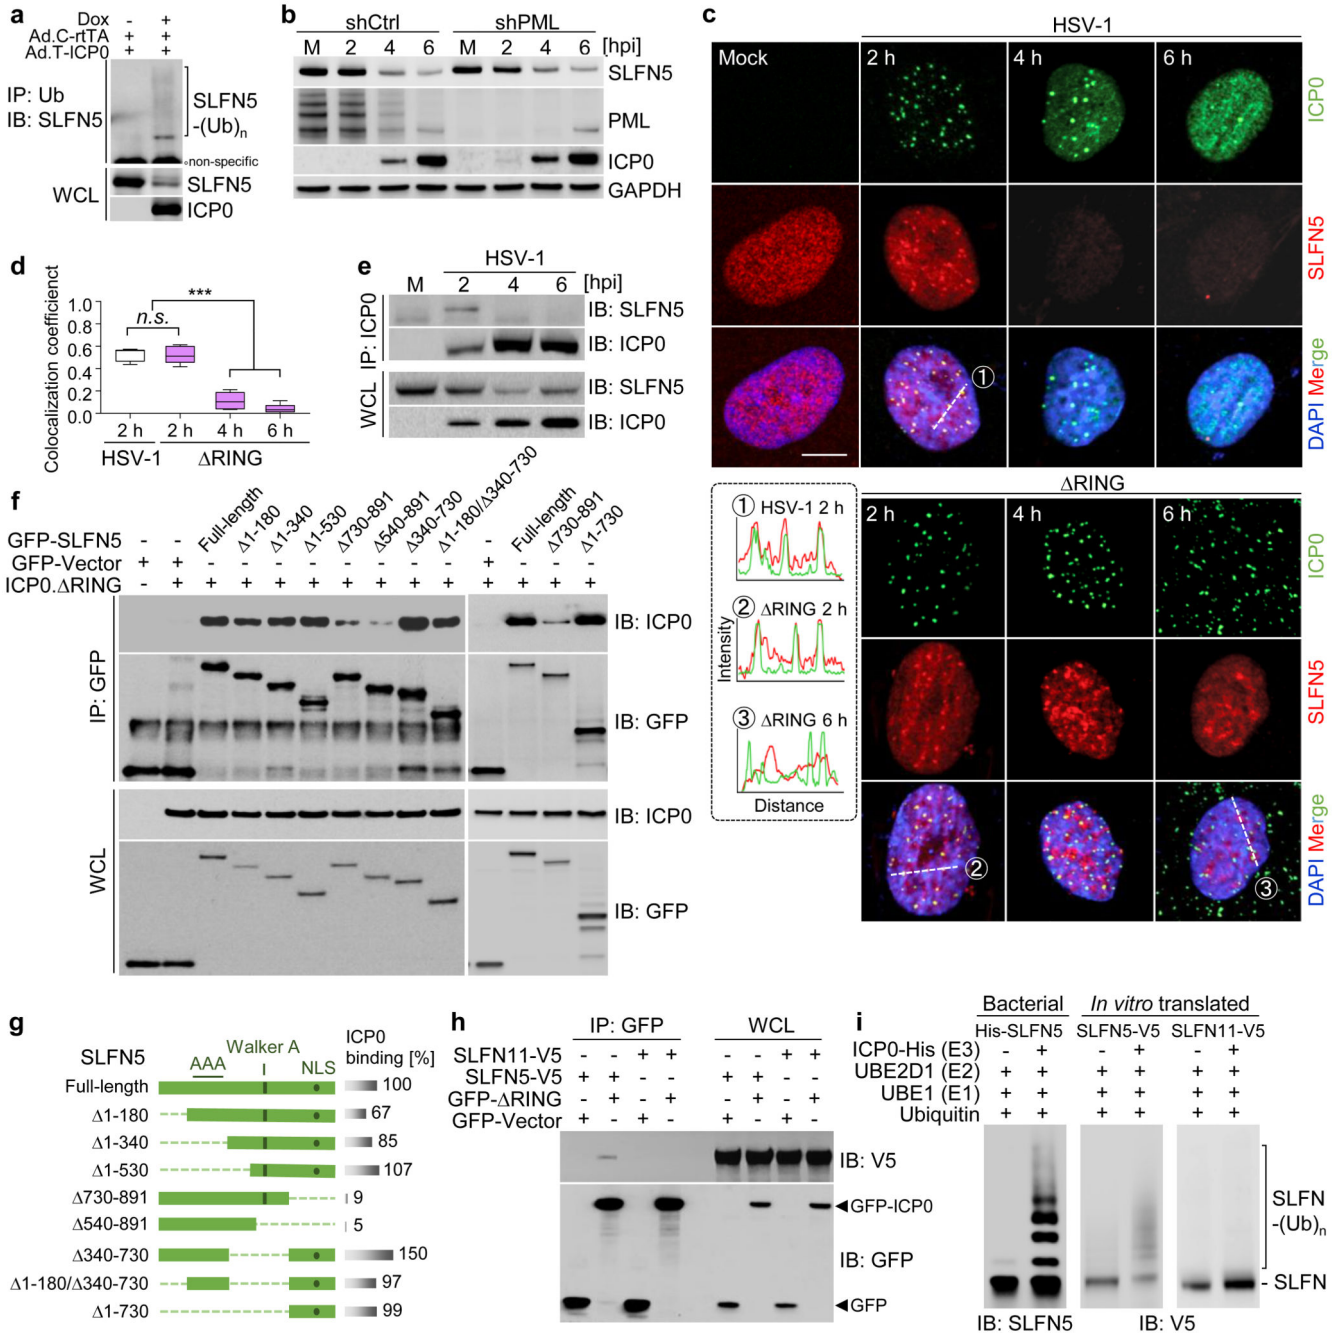 a
Dox - +
Ad.C-rtTA + +
Ad.T-ICP0 + +
IP: Ub
IB: SLFN5
SLFN5
-(Ub)n
◦non-specific
WCL
SLFN5
ICP0
b
shCtrl shPML
M 2 4 6 M 2 4 6 [hpi]
SLFN5
PML
ICP0
GAPDH
c
HSV-1
Mock 2 h 4 h 6 h
ICP0
SLFN5
DAPI Merge
ΔRING
2 h 4 h 6 h
ICP0
SLFN5
DAPI Merge
①
②
③
① HSV-1 2 h
② ΔRING 2 h
③ ΔRING 6 h
Intensity
Distance
d
Colocalization coefficient
1.0
0.8
0.6
0.4
0.2
0.0
n.s.
***
2 h 2 h 4 h 6 h
HSV-1 ΔRING
e
HSV-1
M 2 4 6 [hpi]
IP: ICP0
IB: SLFN5
IB: ICP0
WCL
IB: SLFN5
IB: ICP0
f
GFP-SLFN5 - - Full-length Δ1-180 Δ1-340 Δ1-530 Δ730-891 Δ540-891 Δ340-730 Δ1-180/Δ340-730 - Full-length Δ730-891 Δ1-730
GFP-Vector + + - - - - - - - - + - - -
ICP0.ΔRING - + + + + + + + + + + + + +
IP: GFP
IB: ICP0
IB: GFP
WCL
IB: ICP0
IB: GFP
g
SLFN5
AAA
Walker A
NLS
ICP0
binding [%]
Full-length 100
Δ1-180 67
Δ1-340 85
Δ1-530 107
Δ730-891 9
Δ540-891 5
Δ340-730 150
Δ1-180/Δ340-730 97
Δ1-730 99
h
IP: GFP WCL
SLFN11-V5 - - + + - - + +
SLFN5-V5 + + - - + + - -
GFP-ΔRING - + - + - + - +
GFP-Vector + - + - + - + -
IB: V5
◄GFP-ICP0
IB: GFP
◄GFP
i
Bacterial In vitro translated
His-SLFN5 SLFN5-V5 SLFN11-V5
ICP0-His (E3) - + - + - +
UBE2D1 (E2) + + + + + +
UBE1 (E1) + + + + + +
Ubiquitin + + + + + +
SLFN
-(Ub)n
- SLFN
IB: SLFN5 IB: V5